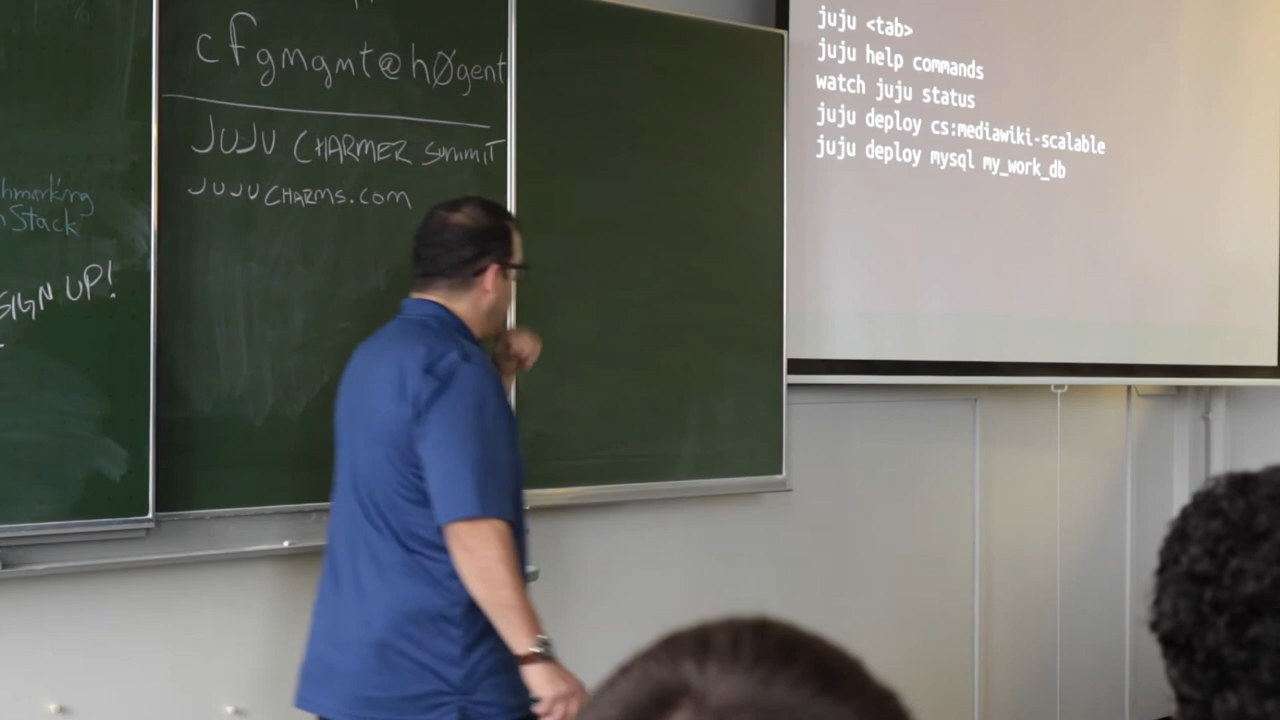 Stack
SIGN UP!
cfgmgmt@hØgent
JUJU CHARMER SUMMIT
JUJUCHARMS.COM
juju <tab>
juju help commands
watch juju status
juju deploy cs:mediawiki-scalable
juju deploy mysql my_work_db